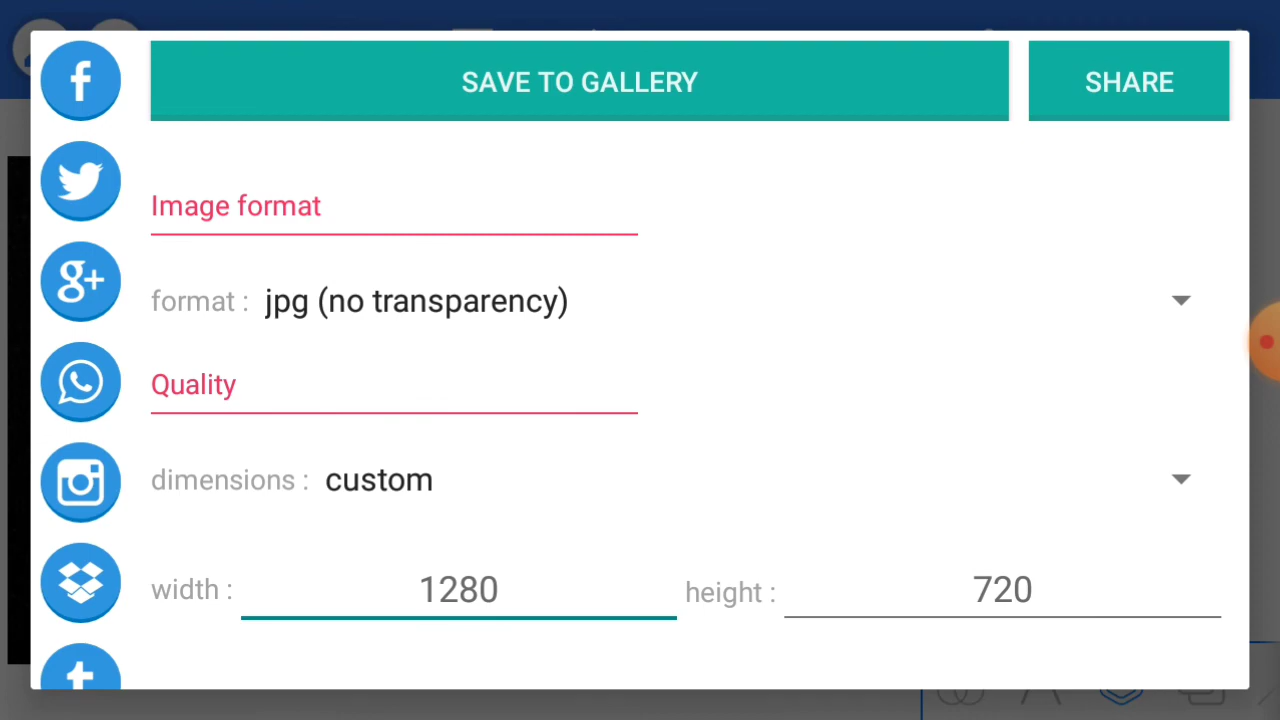 SAVE TO GALLERY
SHARE
Image format
format : jpg (no transparency)
Quality
dimensions : custom
width : 1280 height : 720